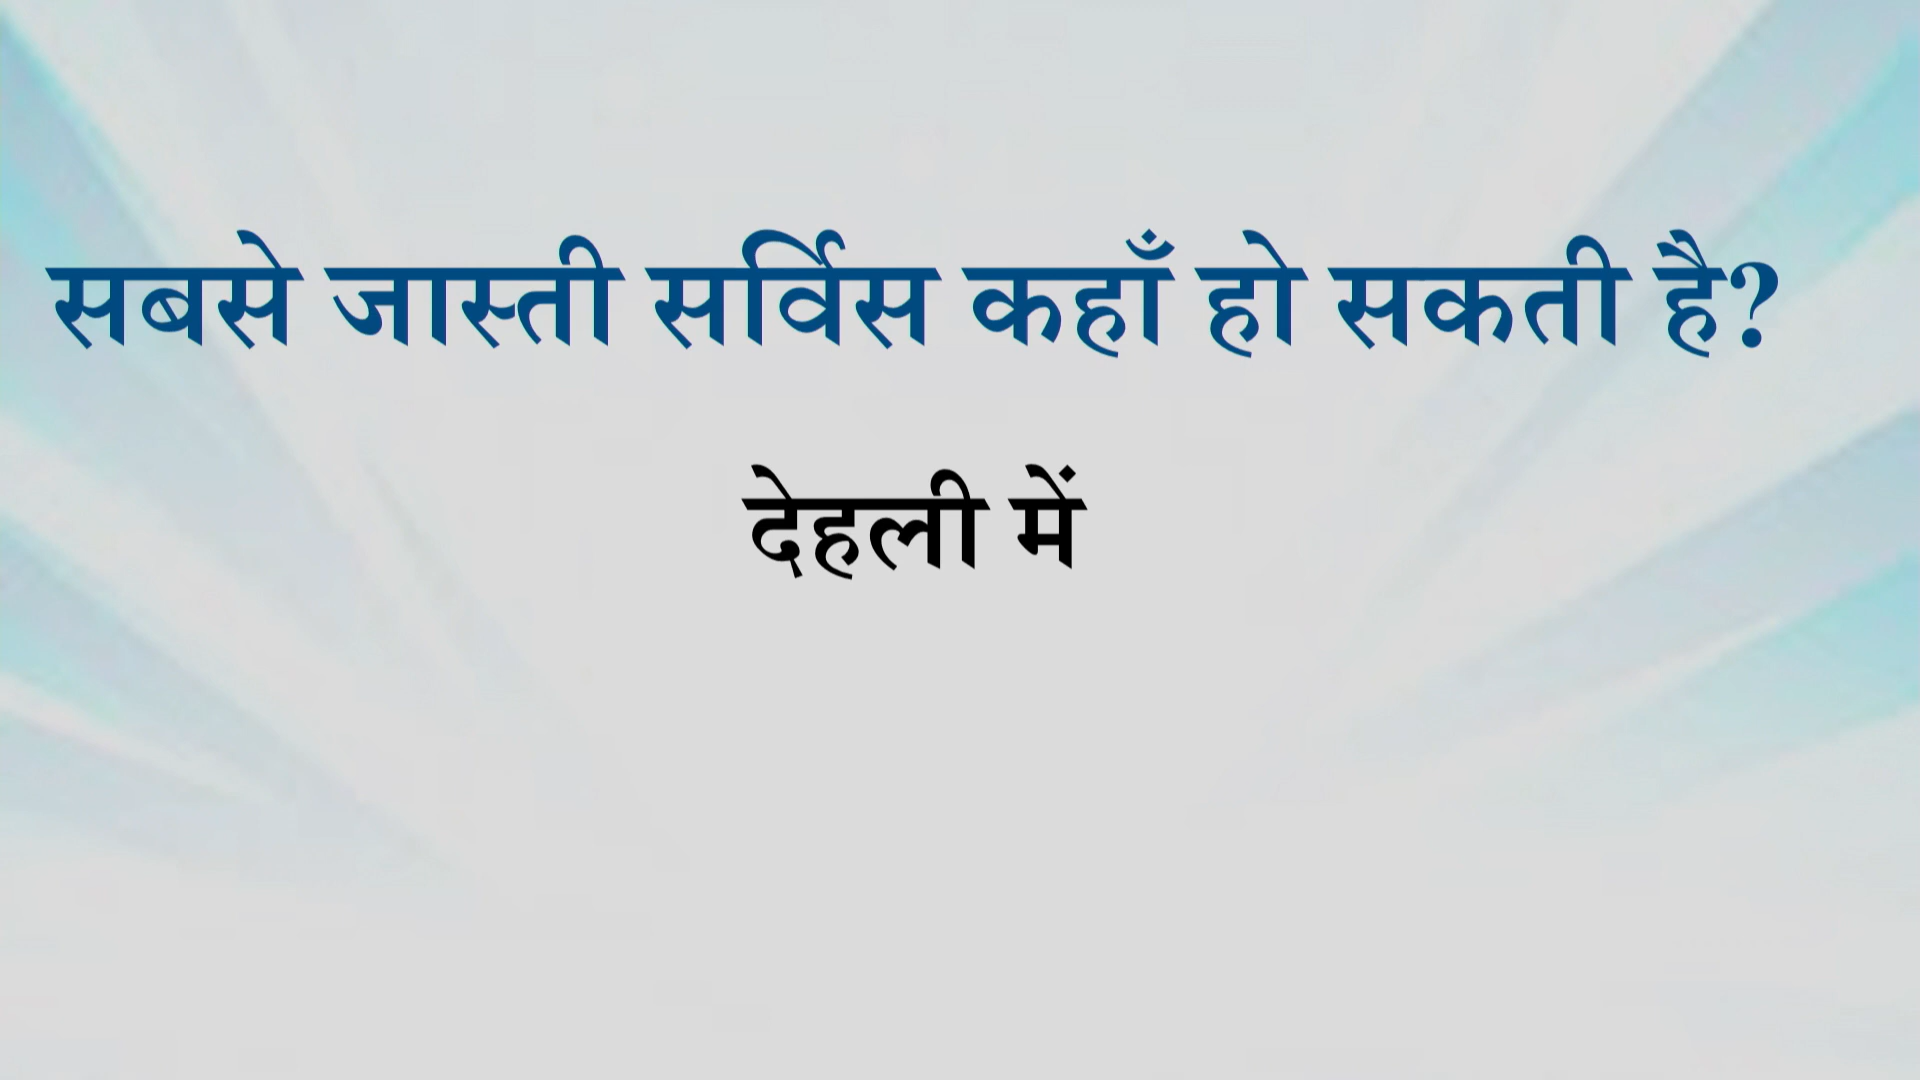 सबसे जास्ती सर्विस कहाँ हो सकती है?
देहली में